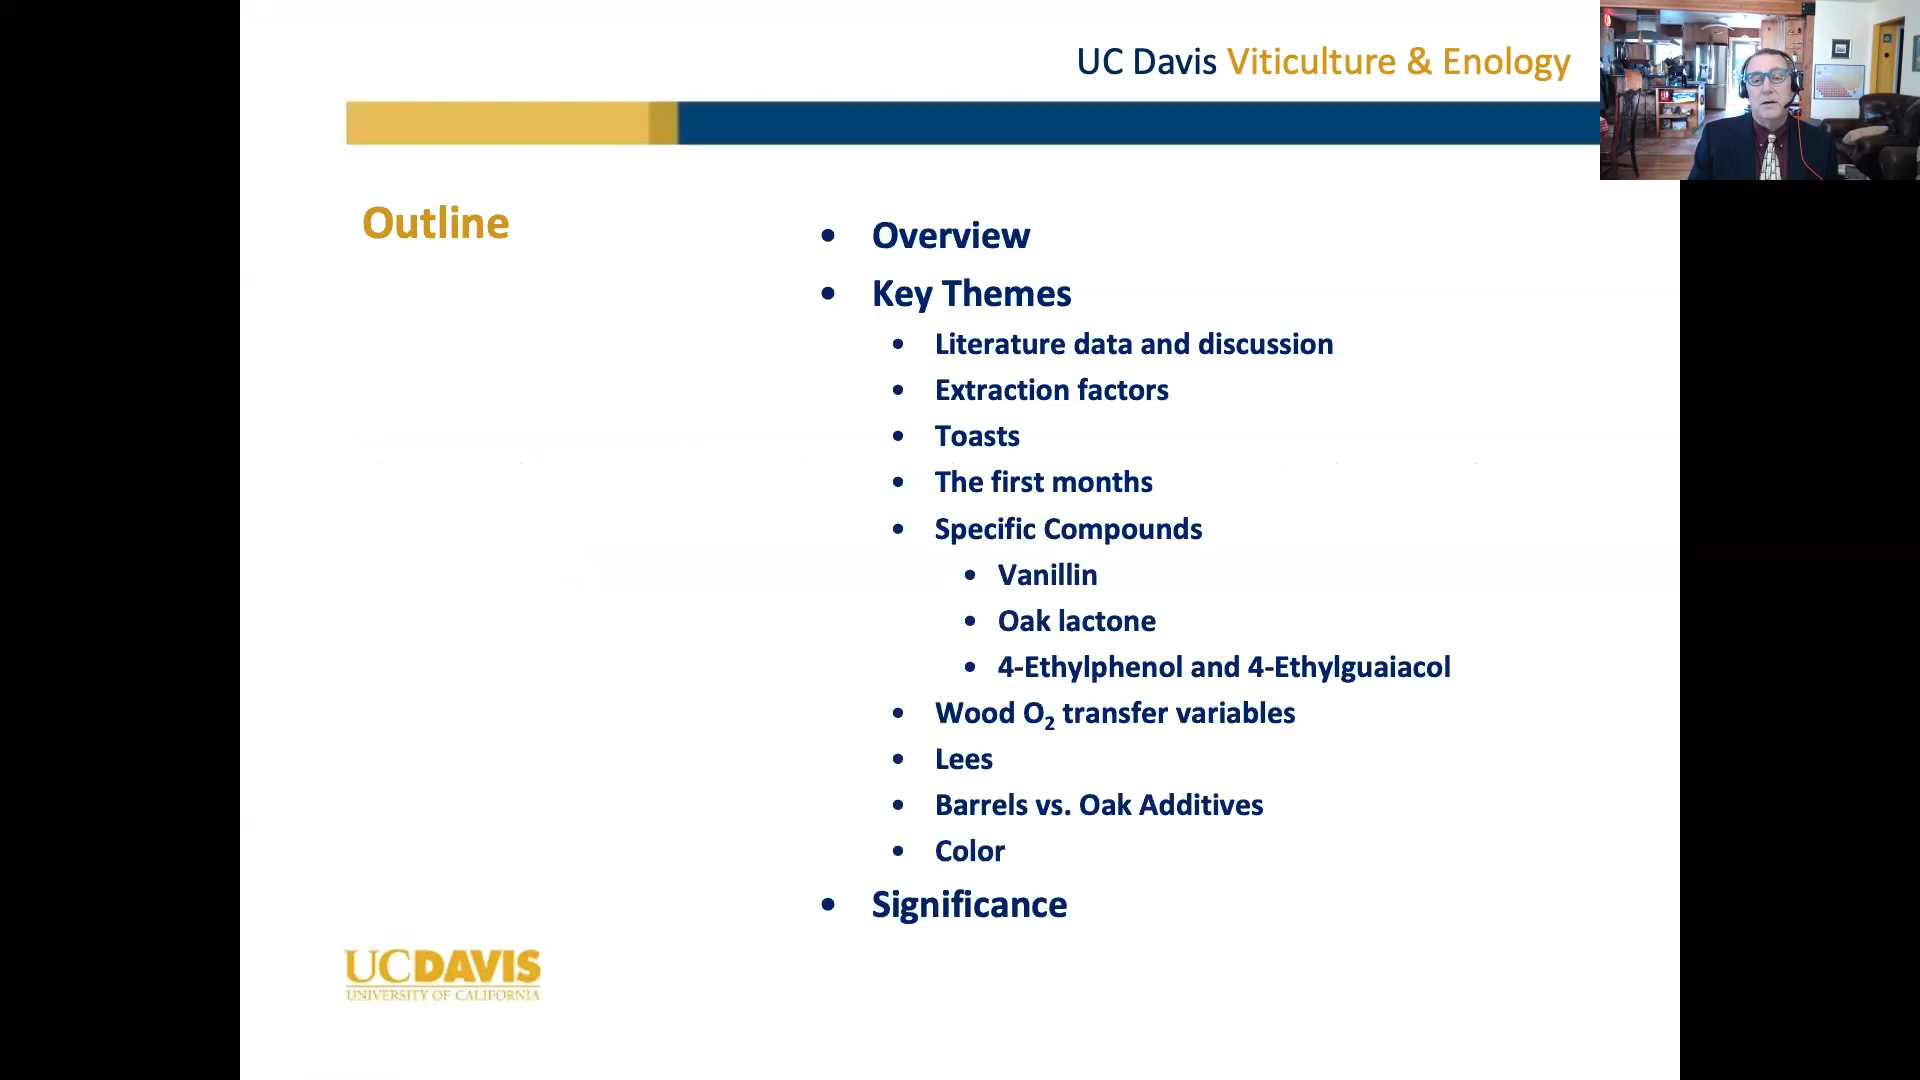 UC Davis Viticulture & Enology
Outline
• Overview
• Key Themes
• Literature data and discussion
• Extraction factors
• Toasts
• The first months
• Specific Compounds
• Vanillin
• Oak lactone
• 4-Ethylphenol and 4-Ethylguaiacol
• Wood O₂ transfer variables
• Lees
• Barrels vs. Oak Additives
• Color
• Significance
UCDAVIS
UNIVERSITY OF CALIFORNIA